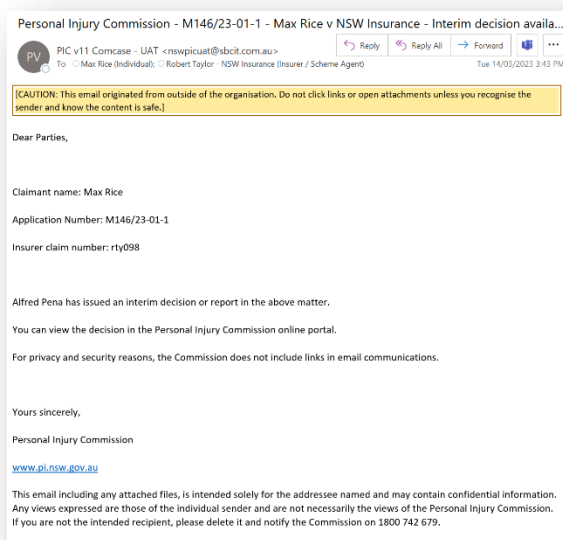 Personal Injury Commission - M146/23-01-1 - Max Rice v NSW Insurance - Interim decision availa...
PV
PIC v11 Comcase - UAT <nswpicuat@sbcit.com.au>
Reply
Reply All
Forward
To Max Rice (Individual); Robert Taylor - NSW Insurance (Insurer / Scheme Agent)
Tue 14/03/2023 3:43 PM
[CAUTION: This email originated from outside of the organisation. Do not click links or open attachments unless you recognise the
sender and know the content is safe.]
Dear Parties,
Claimant name: Max Rice
Application Number: M146/23-01-1
Insurer claim number: rty098
Alfred Pena has issued an interim decision or report in the above matter.
You can view the decision in the Personal Injury Commission online portal.
For privacy and security reasons, the Commission does not include links in email communications.
Yours sincerely,
Personal Injury Commission
www.pi.nsw.gov.au
This email including any attached files, is intended solely for the addressee named and may contain confidential information.
Any views expressed are those of the individual sender and are not necessarily the views of the Personal Injury Commission.
If you are not the intended recipient, please delete it and notify the Commission on 1800 742 679.